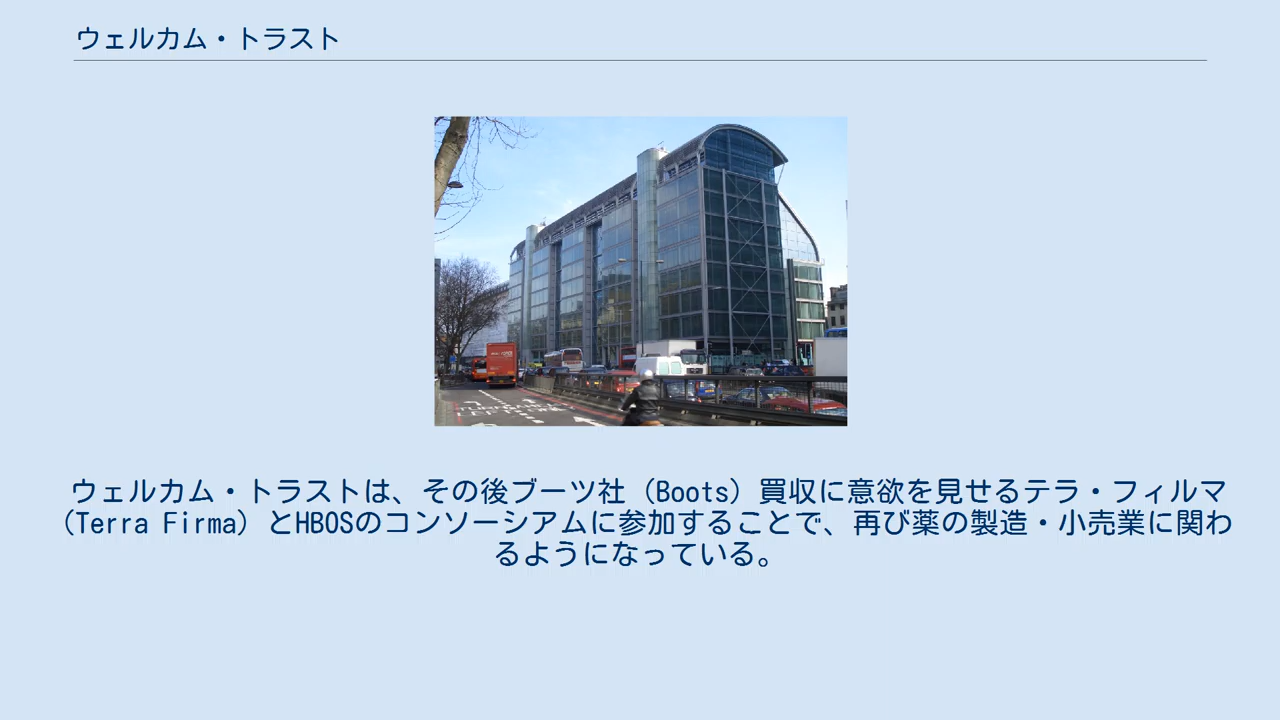 ウェルカム・トラスト
ウェルカム・トラストは、その後ブーツ社（Boots）買収に意欲を見せるテラ・フィルマ
（Terra Firma）とHBOSのコンソーシアムに参加することで、再び薬の製造・小売業に関わ
るようになっている。